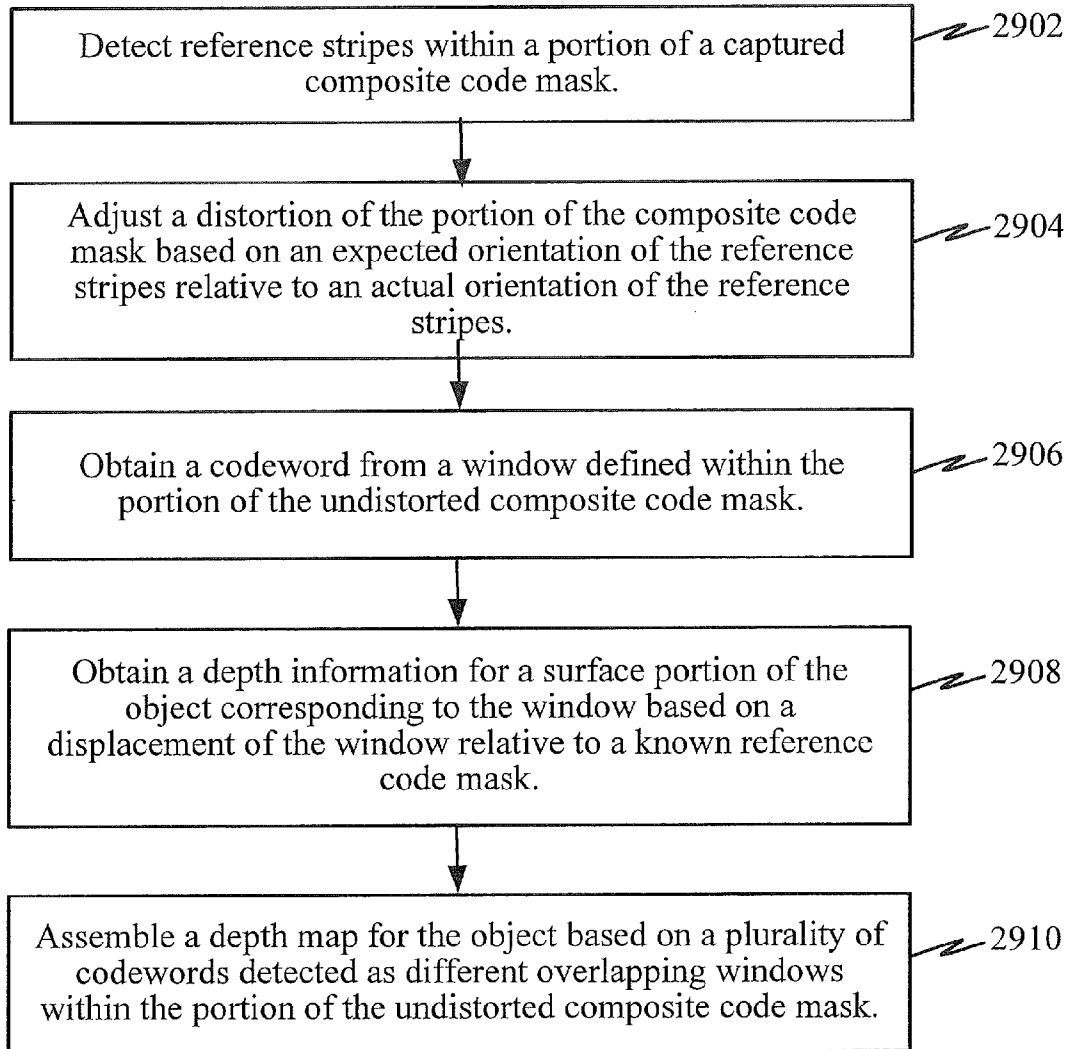 Detect reference stripes within a portion of a captured
composite code mask.
2902
Adjust a distortion of the portion of the composite code
mask based on an expected orientation of the reference
stripes relative to an actual orientation of the reference
stripes.
2904
Obtain a codeword from a window defined within the
portion of the undistorted composite code mask.
2906
Obtain a depth information for a surface portion of the
object corresponding to the window based on a
displacement of the window relative to a known reference
code mask.
2908
Assemble a depth map for the object based on a plurality of
codewords detected as different overlapping windows
within the portion of the undistorted composite code mask.
2910